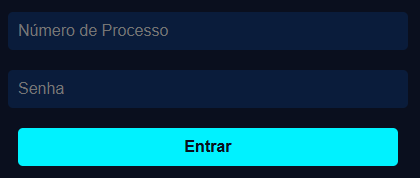 Número de Processo
Senha
Entrar